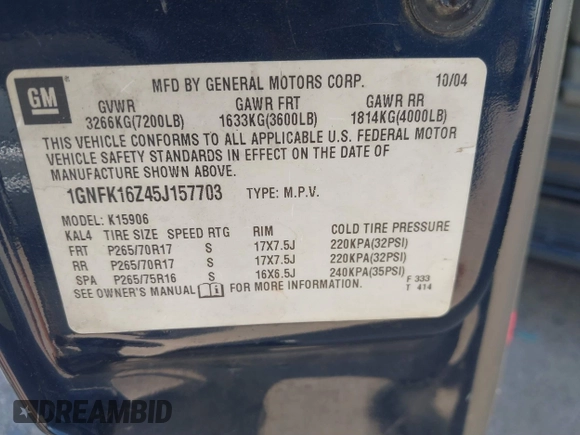 GM
MFD BY GENERAL MOTORS CORP. 10/04
GVWR GAWR FRT GAWR RR
3266KG(7200LB) 1633KG(3600LB) 1814KG(4000LB)
THIS VEHICLE CONFORMS TO ALL APPLICABLE U.S. FEDERAL MOTOR
VEHICLE SAFETY STANDARDS IN EFFECT ON THE DATE OF
MANUFACTURE SHOWN ABOVE.
1GNFK16Z45J157703 TYPE: M.P.V.
MODEL: K15906
KAL4 TIRE SIZE SPEED RTG RIM COLD TIRE PRESSURE
FRT P265/70R17 S 17X7.5J 220KPA(32PSI)
RR P265/70R17 S 17X7.5J 220KPA(32PSI)
SPA P265/75R16 S 16X6.5J 240KPA(35PSI)
SEE OWNER'S MANUAL FOR MORE INFORMATION. F 333
T 414
DREAMBID